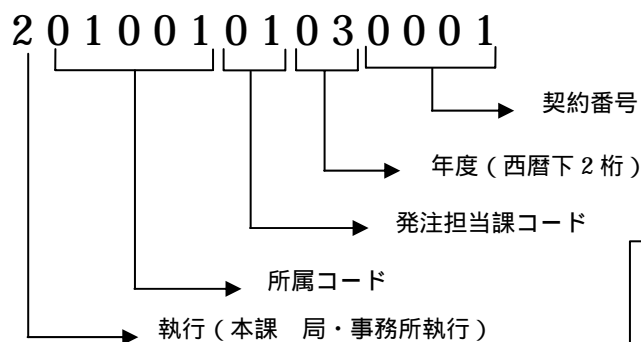 2 0 1 0 0 1 0 1 0 3 0 0 0 1
契約番号
年度（西暦下２桁）
発注担当課コード
所属コード
執行（本課　局・事務所執行）